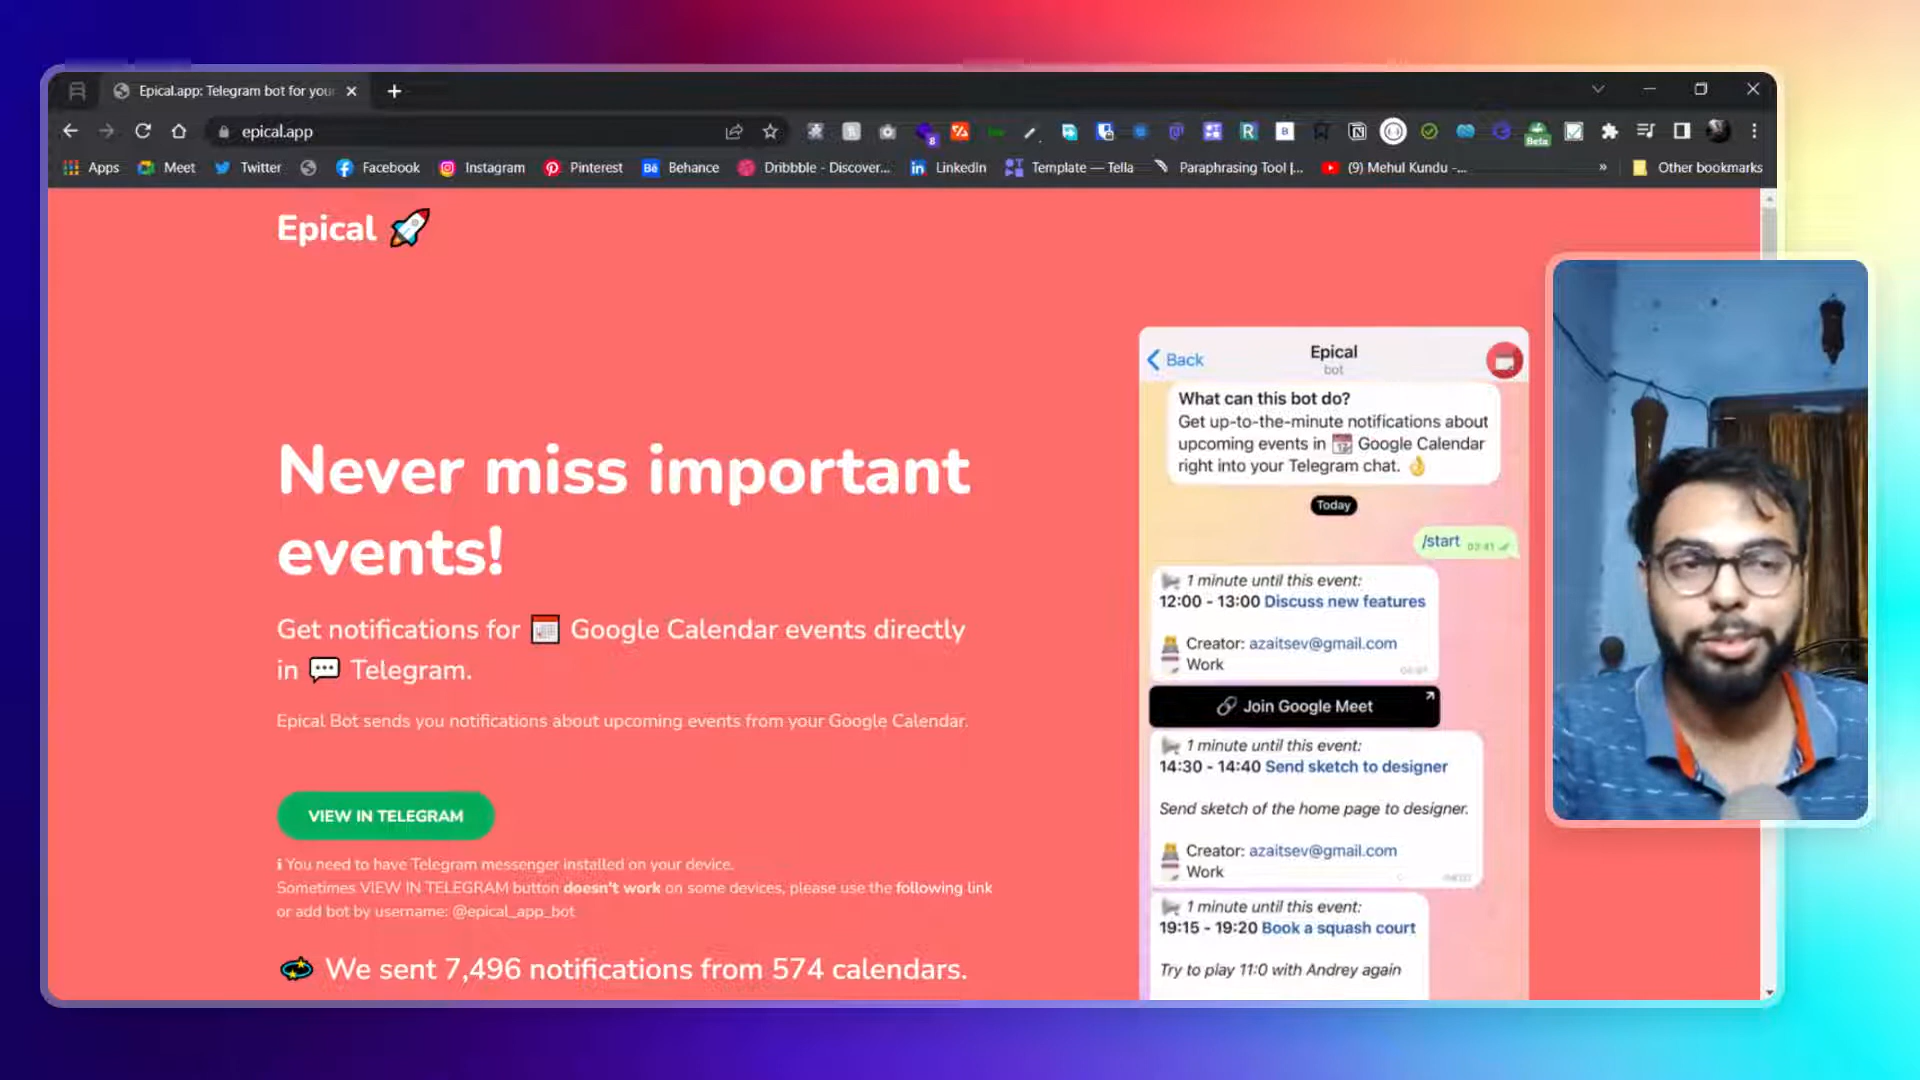 Epical.app: Telegram bot for your
epical.app
8
Beta
Apps
Meet
Twitter
Facebook
Instagram
Pinterest
Behance
Dribbble - Discover...
LinkedIn
Template — Tella
Paraphrasing Tool |...
(9) Mehul Kundu -...
»
Other bookmarks
Epical
Never miss important
events!
Get notifications for Google Calendar events directly
in Telegram.
Epical Bot sends you notifications about upcoming events from your Google Calendar.
VIEW IN TELEGRAM
You need to have Telegram messenger installed on your device.
Sometimes VIEW IN TELEGRAM button doesn't work on some devices, please use the following link
or add bot by username: @epical_app_bot
We sent 7,496 notifications from 574 calendars.
Back
Epical
bot
What can this bot do?
Get up-to-the-minute notifications about
upcoming events in Google Calendar
right into your Telegram chat.
Today
/start
1 minute until this event:
12:00 - 13:00 Discuss new features
Creator: azaitsev@gmail.com
Work
Join Google Meet
1 minute until this event:
14:30 - 14:40 Send sketch to designer
Send sketch of the home page to designer.
Creator: azaitsev@gmail.com
Work
1 minute until this event:
19:15 - 19:20 Book a squash court
Try to play 11:0 with Andrey again